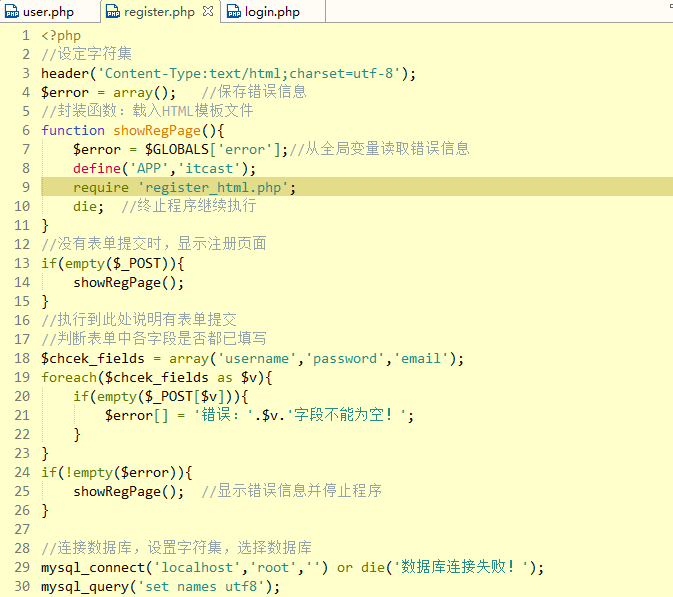 user.php register.php login.php
1 <?php
2 //设定字符集
3 header('Content-Type:text/html;charset=utf-8');
4 $error = array();   //保存错误信息
5 //封装函数：载入HTML模板文件
6 function showRegPage(){
7     $error = $GLOBALS['error'];//从全局变量读取错误信息
8     define('APP','itcast');
9     require 'register_html.php';
10     die;  //终止程序继续执行
11 }
12 //没有表单提交时，显示注册页面
13 if(empty($_POST)){
14     showRegPage();
15 }
16 //执行到此处说明有表单提交
17 //判断表单中各字段是否都已填写
18 $chcek_fields = array('username','password','email');
19 foreach($chcek_fields as $v){
20     if(empty($_POST[$v])){
21         $error[] = '错误：'.$v.'字段不能为空！';
22     }
23 }
24 if(!empty($error)){
25     showRegPage();  //显示错误信息并停止程序
26 }
27
28 //连接数据库，设置字符集，选择数据库
29 mysql_connect('localhost','root','') or die('数据库连接失败！');
30 mysql_query('set names utf8');